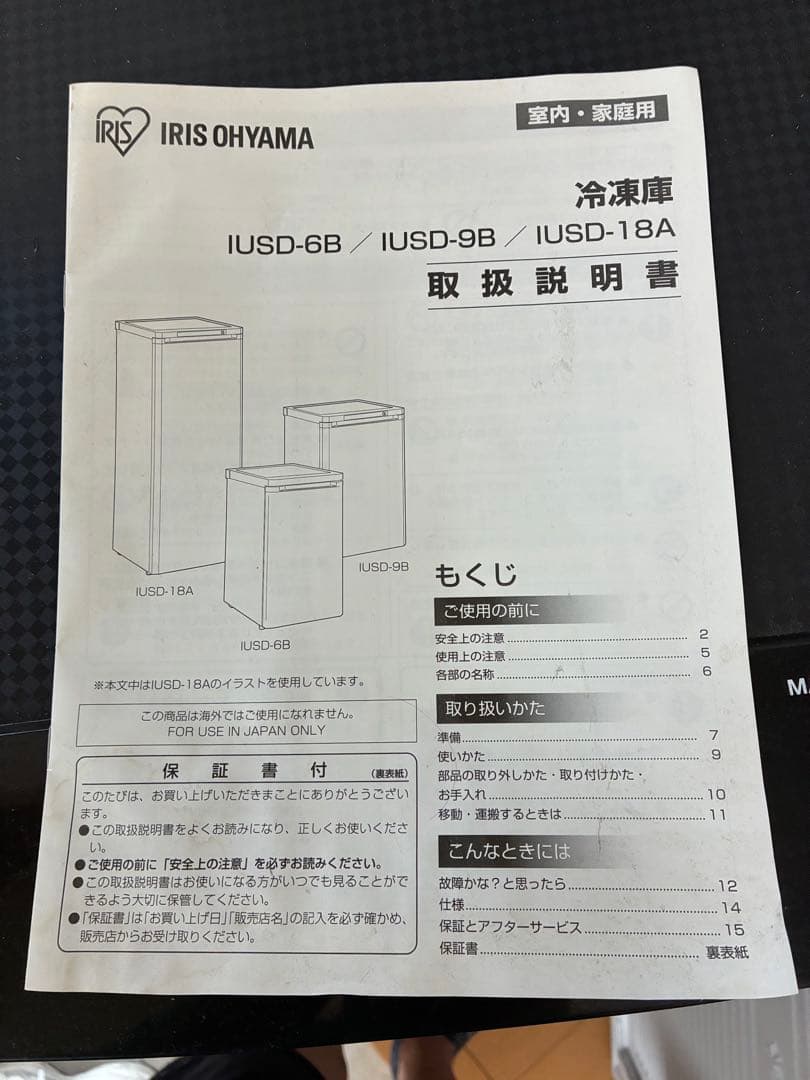 IRIS
IRIS OHYAMA
室内・家庭用
冷凍庫
IUSD-6B ／ IUSD-9B ／ IUSD-18A
取扱説明書
IUSD-18A
IUSD-9B
IUSD-6B
※本文中はIUSD-18Aのイラストを使用しています。
この商品は海外ではご使用になれません。
FOR USE IN JAPAN ONLY
保証書付 （裏表紙）
このたびは、お買い上げいただきまことにありがとうござい
ます。
●この取扱説明書をよくお読みになり、正しくお使いくださ
い。
●ご使用の前に「安全上の注意」を必ずお読みください。
●この取扱説明書はお使いになる方がいつでも見ることがで
きるよう大切に保管してください。
●「保証書」は「お買い上げ日」「販売店名」の記入を必ず確かめ、
販売店からお受け取りください。
もくじ
ご使用の前に
安全上の注意 2
使用上の注意 5
各部の名称 6
取り扱いかた
準備 7
使いかた 9
部品の取り外しかた・取り付けかた・
お手入れ 10
移動・運搬するときは 11
こんなときには
故障かな？と思ったら 12
仕様 14
保証とアフターサービス 15
保証書 裏表紙